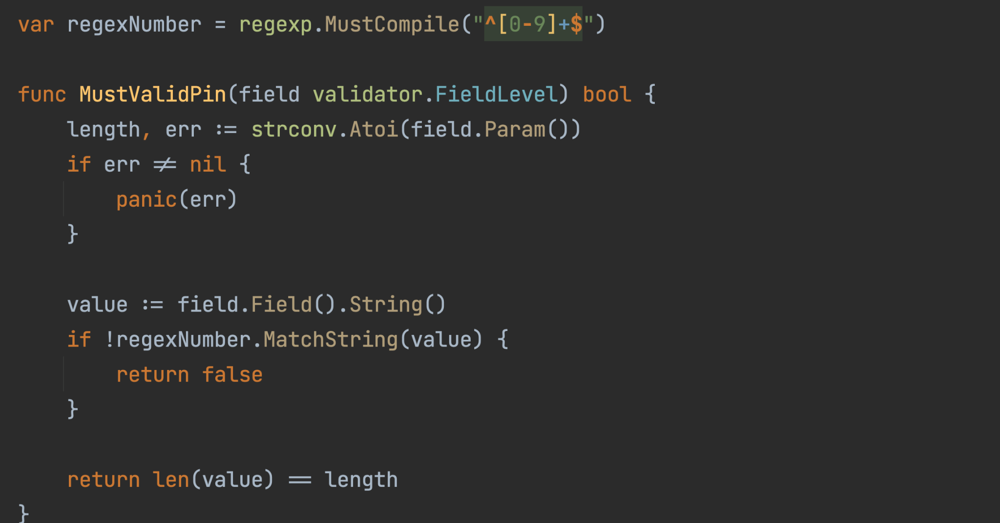 var regexNumber = regexp.MustCompile("^[0-9]+$")
func MustValidPin(field validator.FieldLevel) bool {
length, err := strconv.Atoi(field.Param())
if err != nil {
panic(err)
}
value := field.Field().String()
if !regexNumber.MatchString(value) {
return false
}
return len(value) == length
}